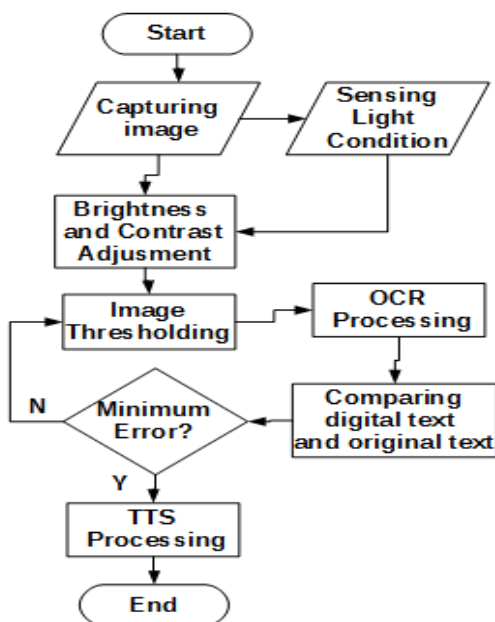 Start
Capturing
image
Sensing
Light
Condition
Brightness
and Contrast
Adjusment
Image
Thresholding
OCR
Processing
Comparing
digital text
and original text
Minimum
Error?
N
Y
TTS
Processing
End